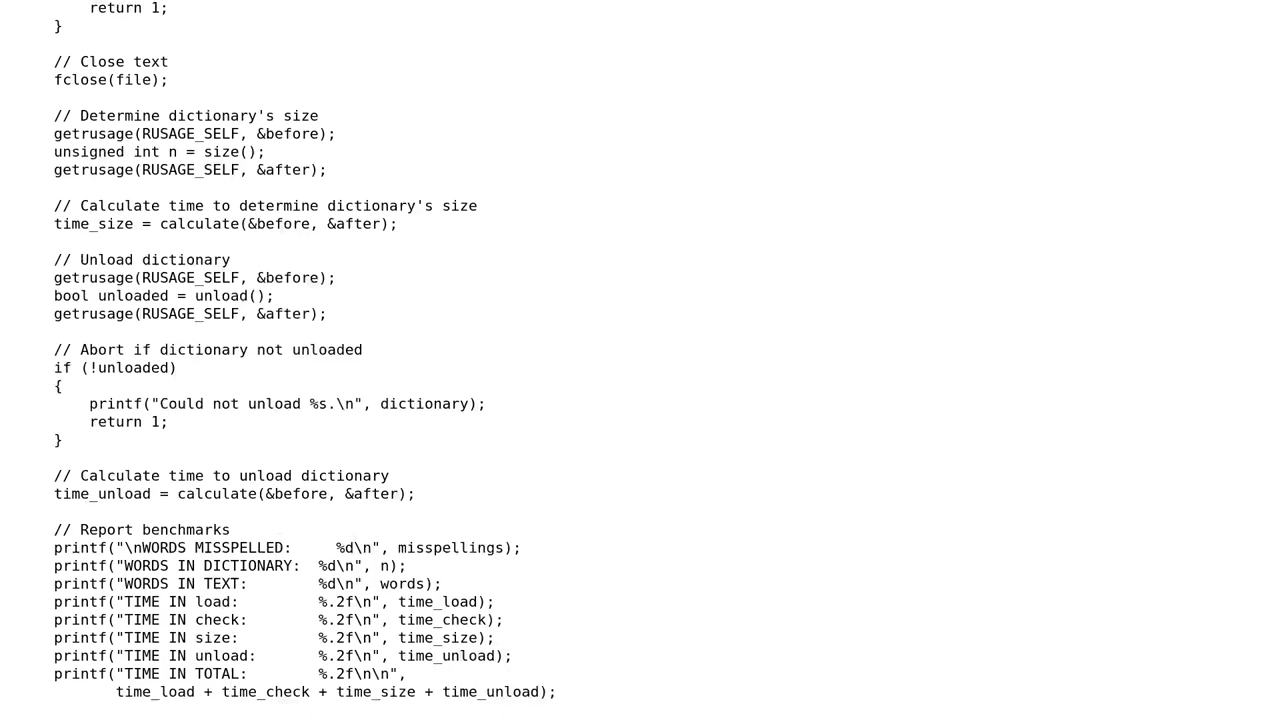 return 1;
}

// Close text
fclose(file);

// Determine dictionary's size
getrusage(RUSAGE_SELF, &before);
unsigned int n = size();
getrusage(RUSAGE_SELF, &after);

// Calculate time to determine dictionary's size
time_size = calculate(&before, &after);

// Unload dictionary
getrusage(RUSAGE_SELF, &before);
bool unloaded = unload();
getrusage(RUSAGE_SELF, &after);

// Abort if dictionary not unloaded
if (!unloaded)
{
    printf("Could not unload %s.\n", dictionary);
    return 1;
}

// Calculate time to unload dictionary
time_unload = calculate(&before, &after);

// Report benchmarks
printf("\nWORDS MISSPELLED:     %d\n", misspellings);
printf("WORDS IN DICTIONARY:  %d\n", n);
printf("WORDS IN TEXT:        %d\n", words);
printf("TIME IN load:         %.2f\n", time_load);
printf("TIME IN check:        %.2f\n", time_check);
printf("TIME IN size:         %.2f\n", time_size);
printf("TIME IN unload:       %.2f\n", time_unload);
printf("TIME IN TOTAL:        %.2f\n\n",
       time_load + time_check + time_size + time_unload);